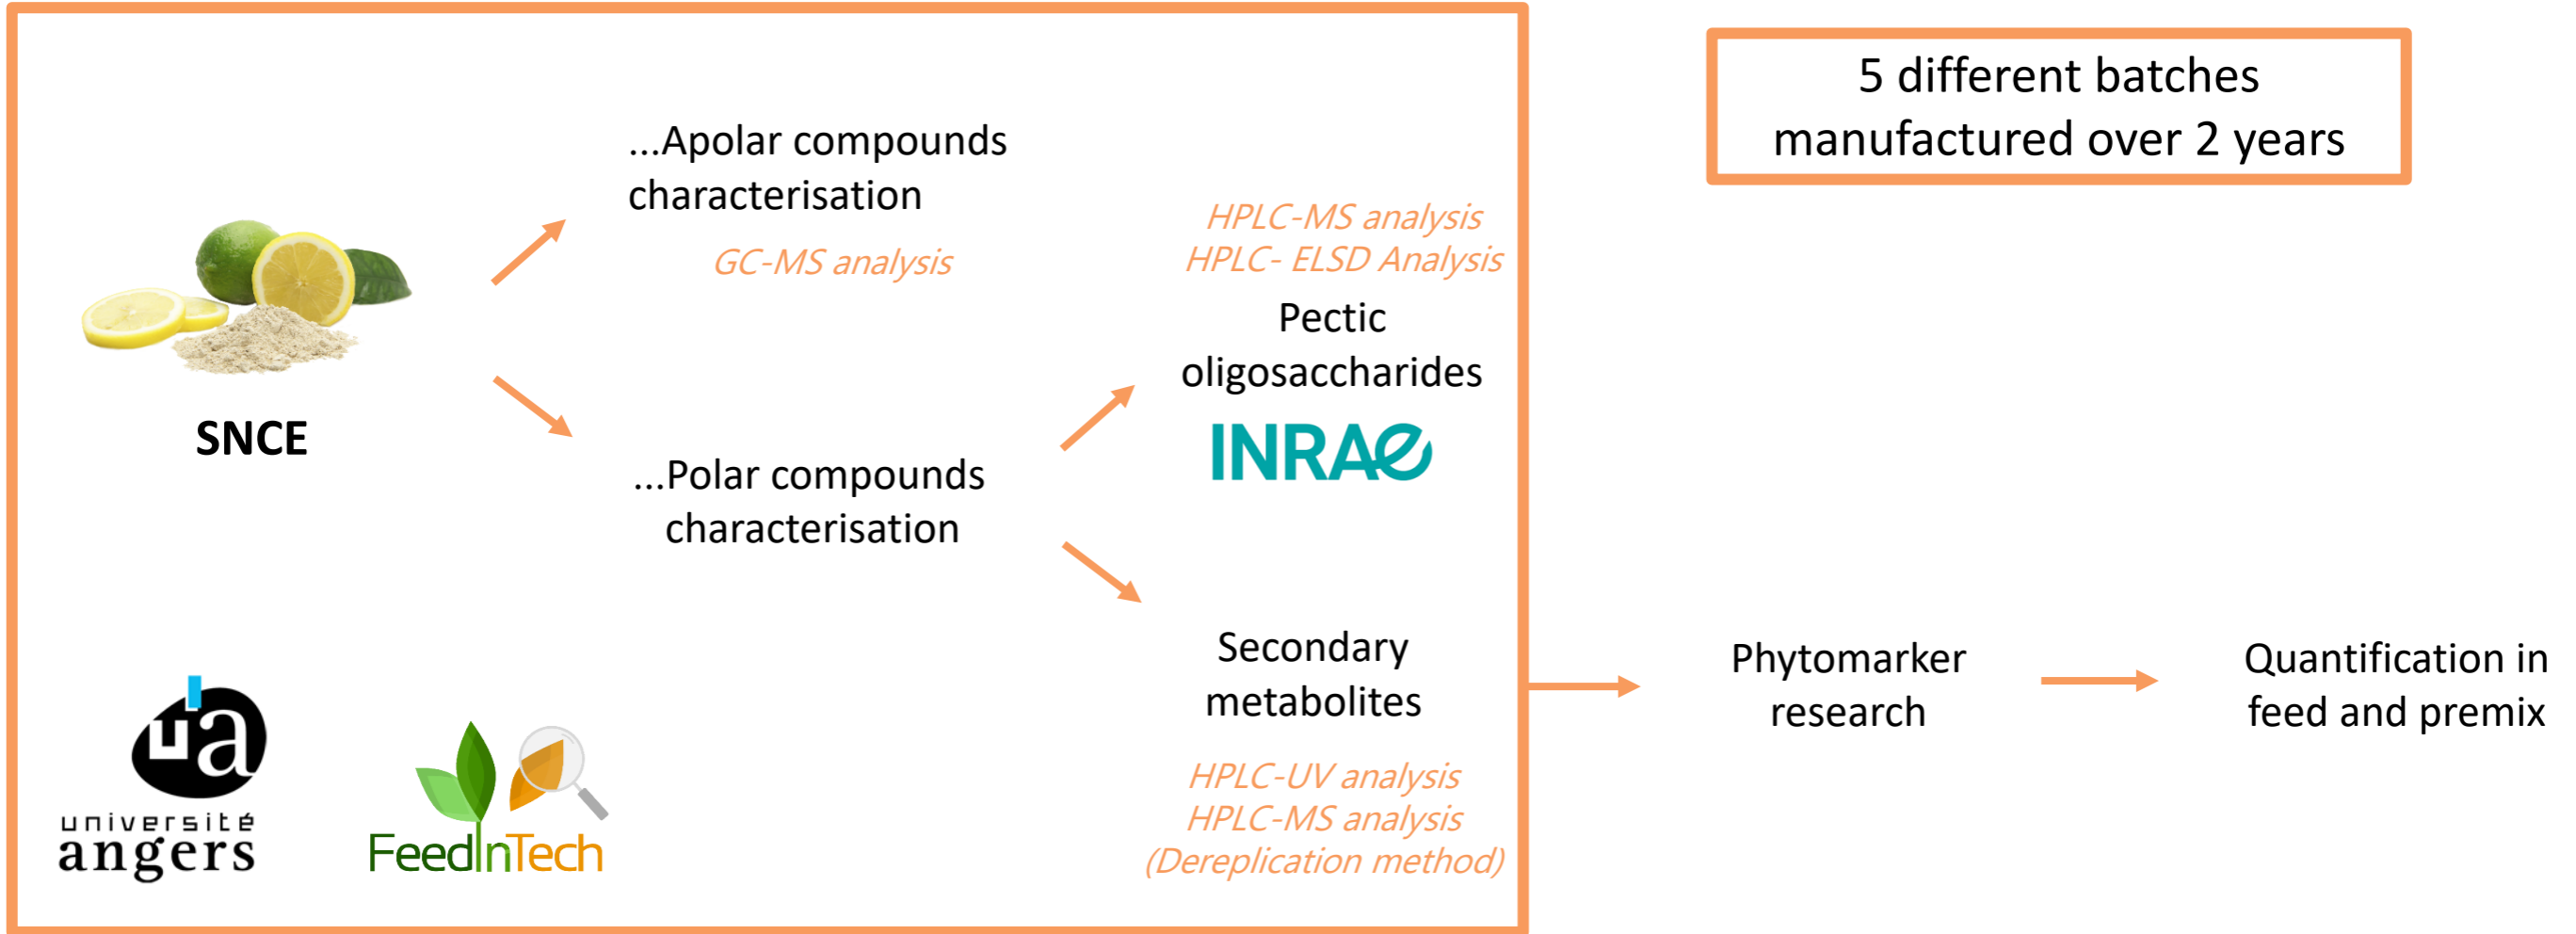 5 different batches
manufactured over 2 years
...Apolar compounds
characterisation
GC-MS analysis
HPLC-MS analysis
HPLC- ELSD Analysis
Pectic
oligosaccharides
INRAE
SNCE
...Polar compounds
characterisation
Secondary
metabolites
HPLC-UV analysis
HPLC-MS analysis
(Dereplication method)
Phytomarker
research
Quantification in
feed and premix
ua
université
angers
FeedInTech